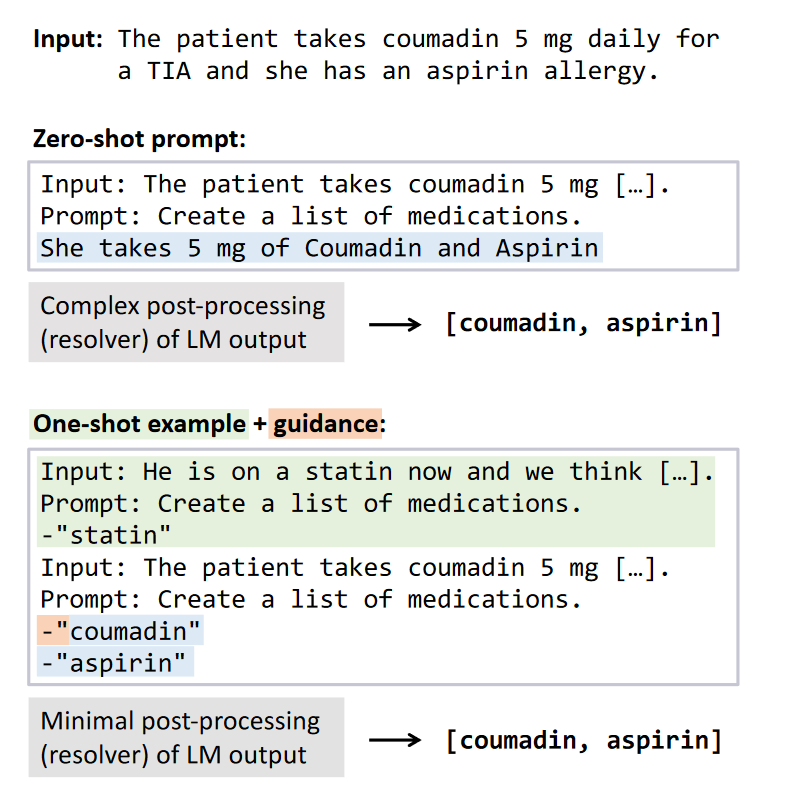 Input: The patient takes coumadin 5 mg daily for
a TIA and she has an aspirin allergy.
Zero-shot prompt:
Input: The patient takes coumadin 5 mg […].
Prompt: Create a list of medications.
She takes 5 mg of Coumadin and Aspirin
Complex post-processing
(resolver) of LM output
[coumadin, aspirin]
One-shot example + guidance:
Input: He is on a statin now and we think […].
Prompt: Create a list of medications.
-"statin"
Input: The patient takes coumadin 5 mg […].
Prompt: Create a list of medications.
-"coumadin"
-"aspirin"
Minimal post-processing
(resolver) of LM output
[coumadin, aspirin]